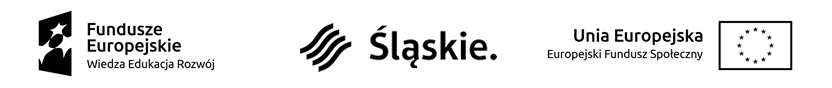 Fundusze
Europejskie
Wiedza Edukacja Rozwój
Śląskie.
Unia Europejska
Europejski Fundusz Społeczny